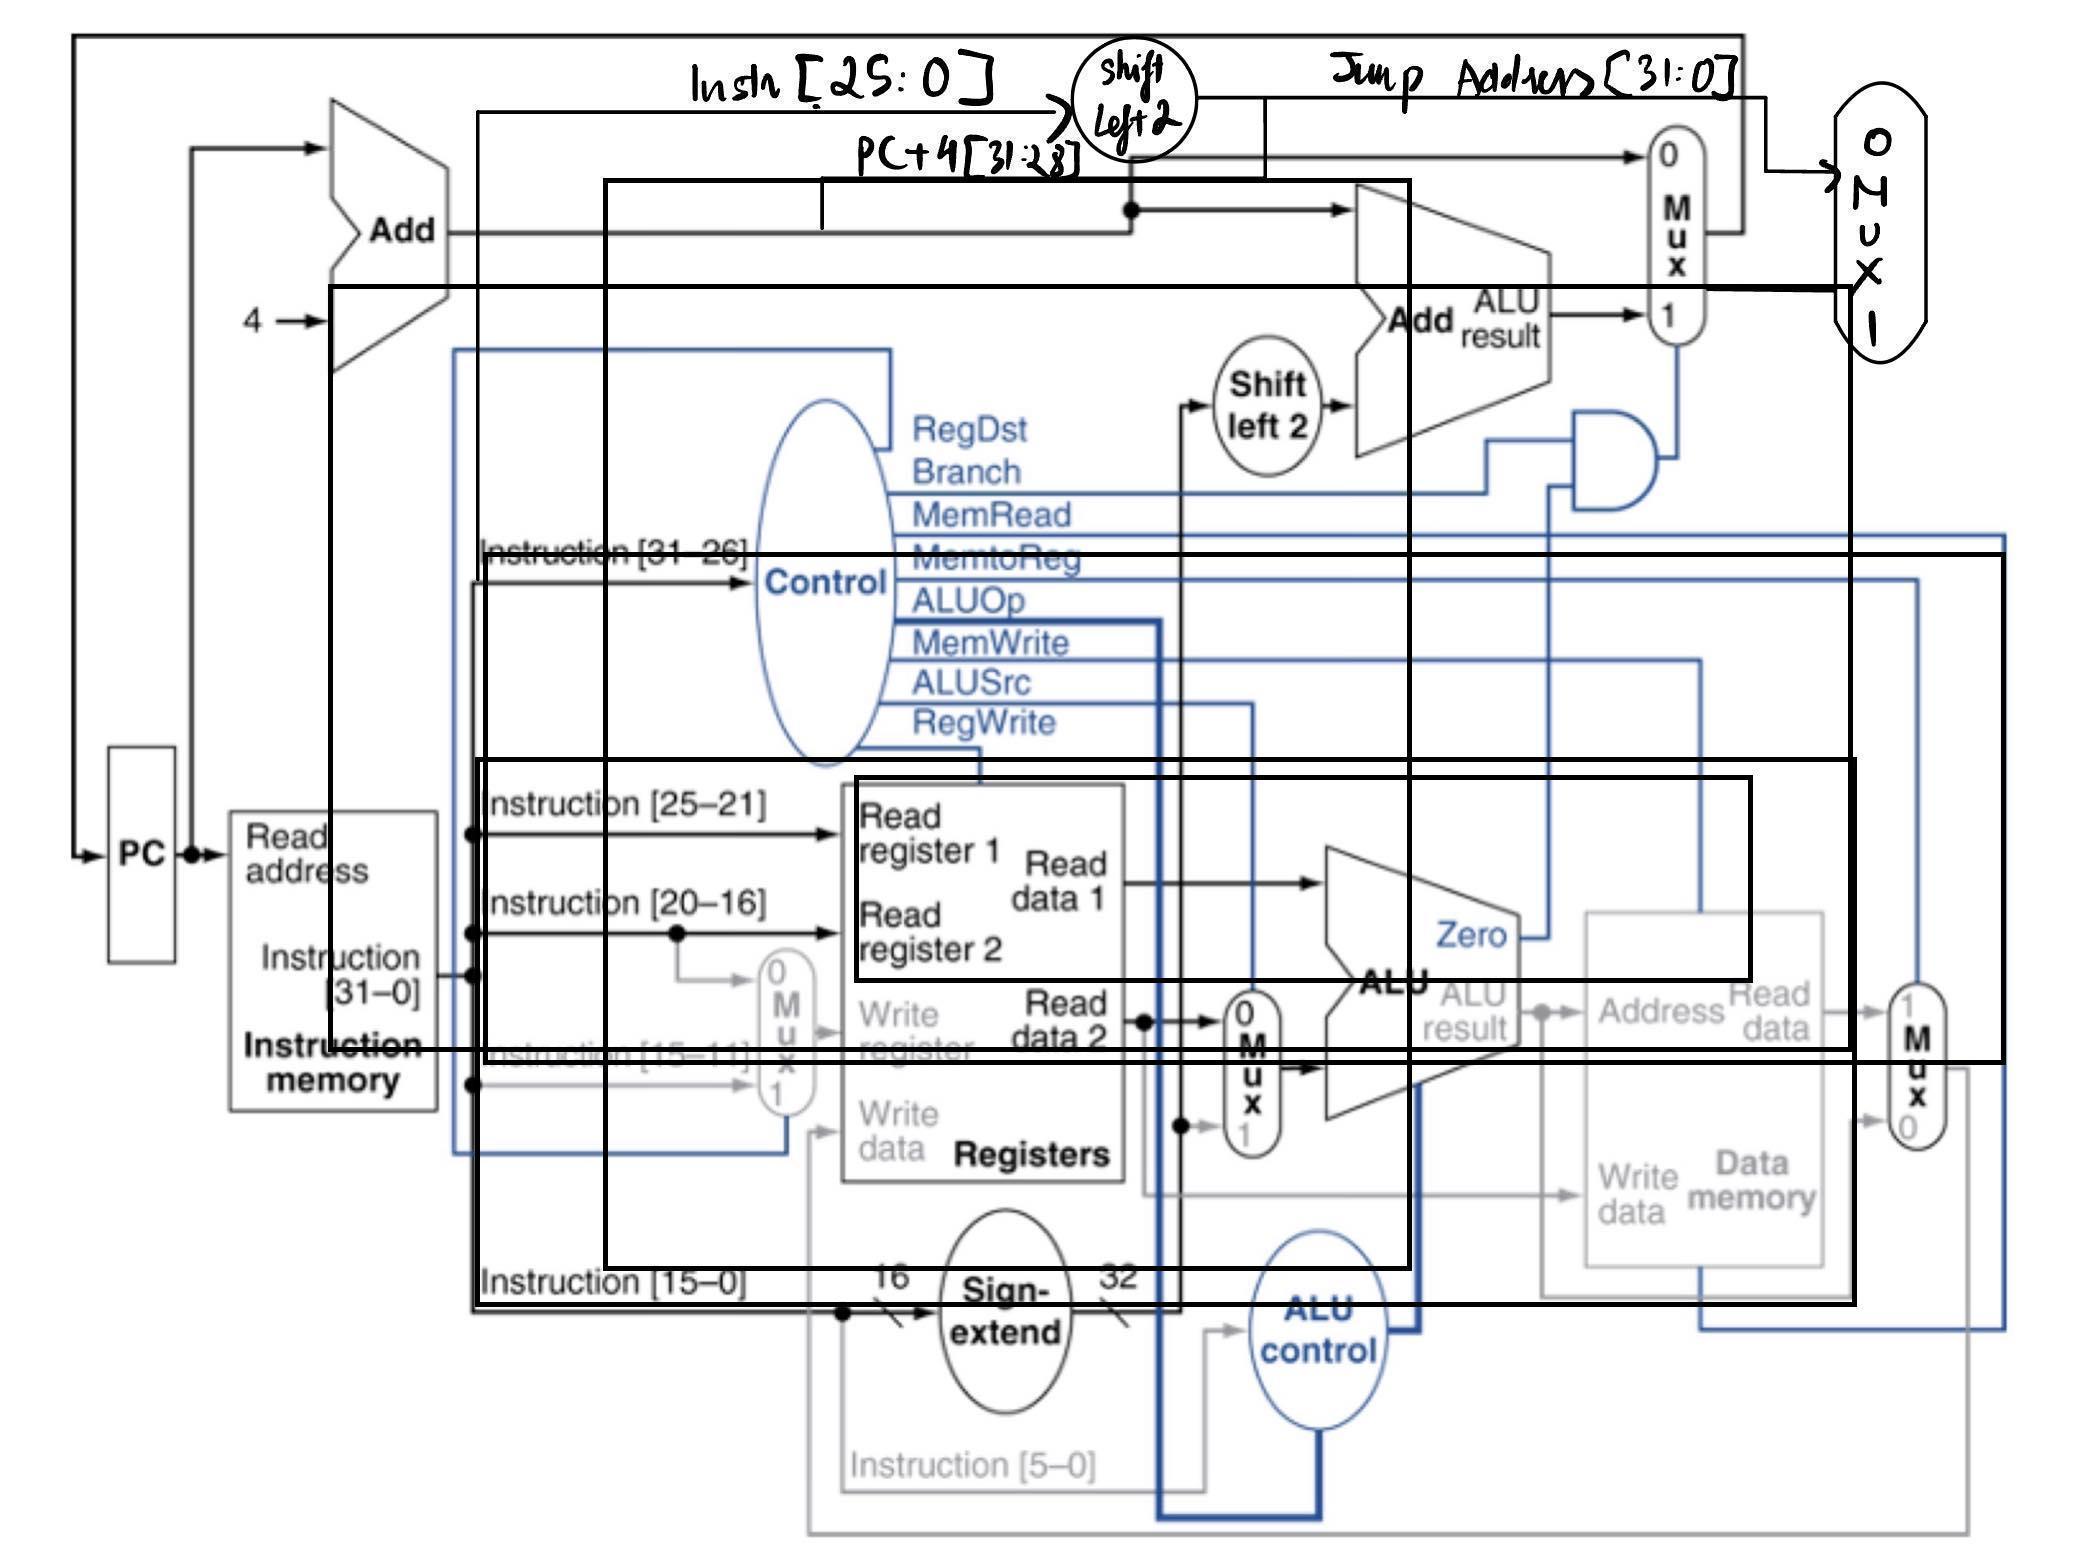 Instr [25:0]
Shift
Left 2
Jump Address [31:0]
PC+4[31:28]
0
M
u
x
1
0
M
U
X
1
Add
4
Add
ALU
result
Shift
left 2
RegDst
Branch
MemRead
MemtoReg
ALUOp
MemWrite
ALUSrc
RegWrite
Instruction [31–26]
Control
PC
Read
address
Instruction
[31–0]
Instruction
memory
Instruction [25–21]
Instruction [20–16]
Instruction [15–11]
0
M
u
x
1
Read
register 1
Read
register 2
Write
register
Write
data
Read
data 1
Read
data 2
Registers
0
M
u
x
1
Zero
ALU
ALU
result
Address
Read
data
Write
data
Data
memory
1
M
u
x
0
Instruction [15–0]
16
Sign-
extend
32
ALU
control
Instruction [5–0]